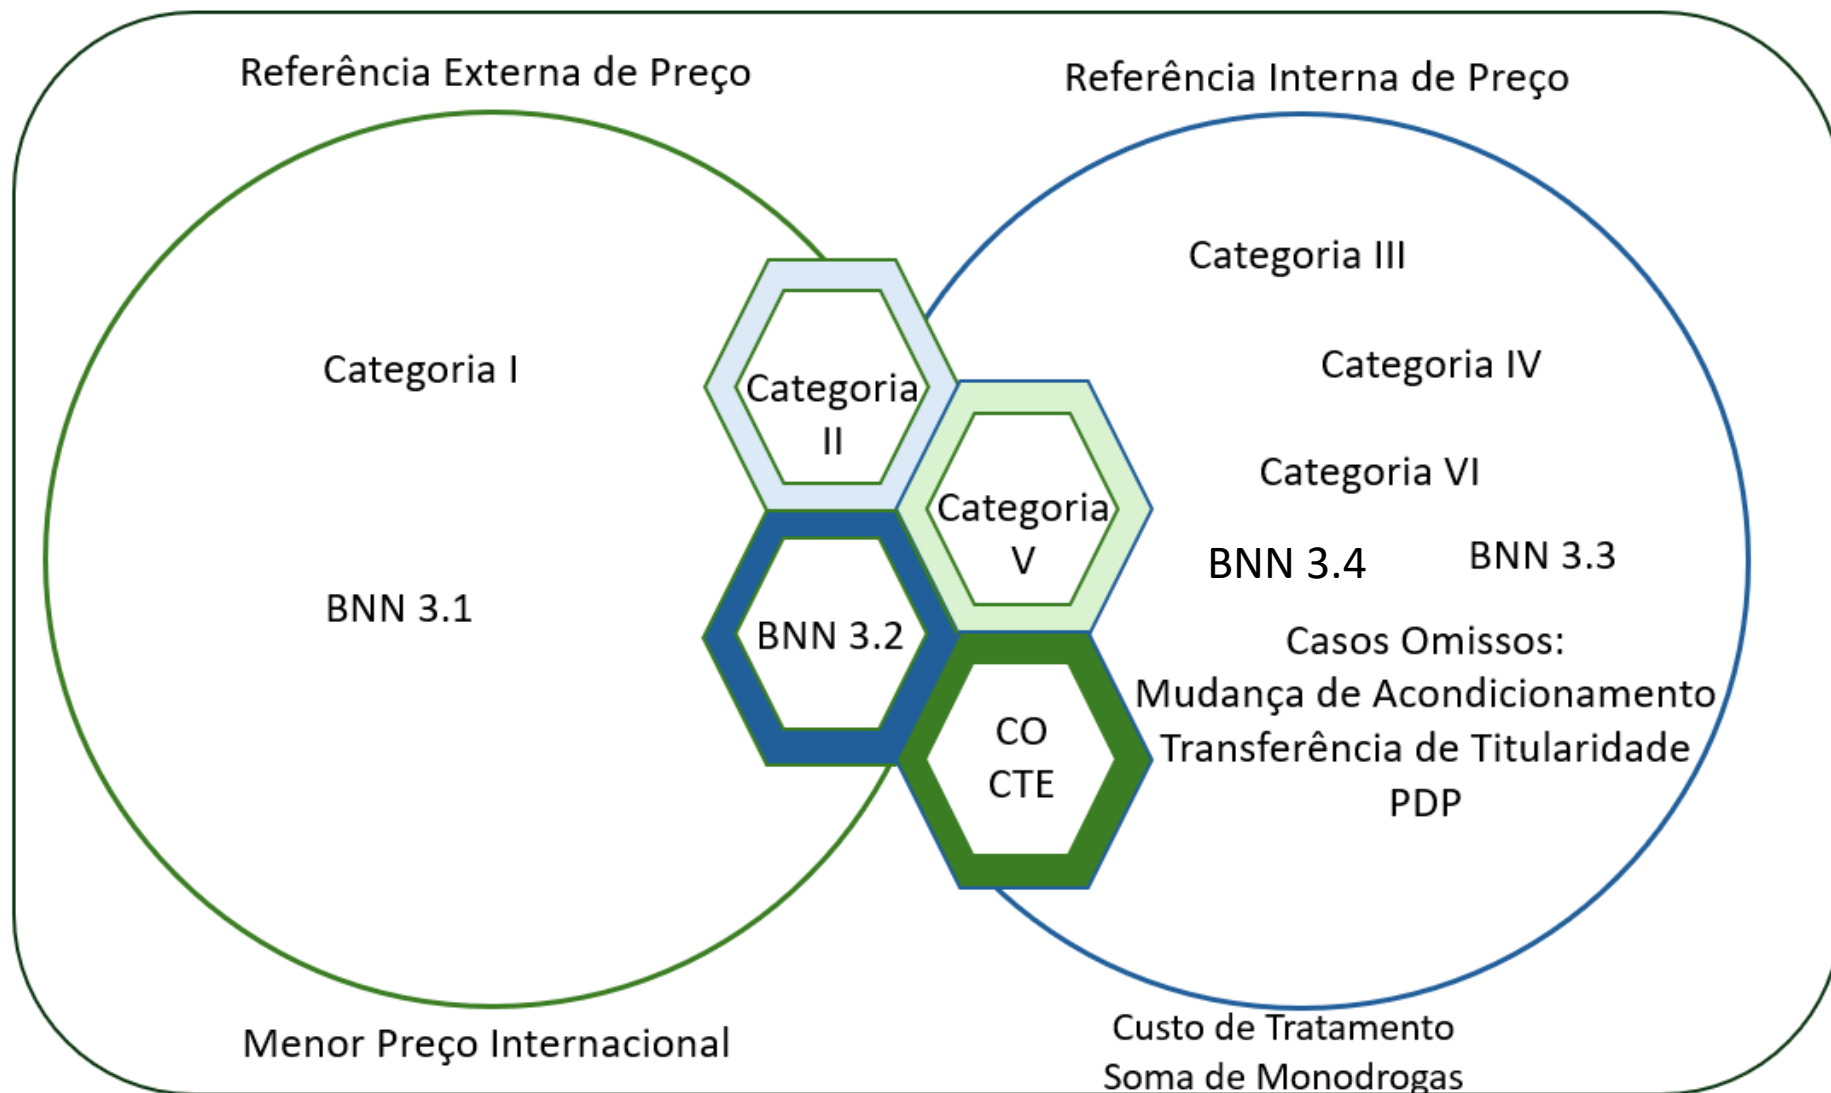 Referência Externa de Preço
Referência Interna de Preço
Categoria I
BNN 3.1
Categoria
II
Categoria
V
BNN 3.2
CO
CTE
Categoria III
Categoria IV
Categoria VI
BNN 3.4
BNN 3.3
Casos Omissos:
Mudança de Acondicionamento
Transferência de Titularidade
PDP
Menor Preço Internacional
Custo de Tratamento
Soma de Monodrogas